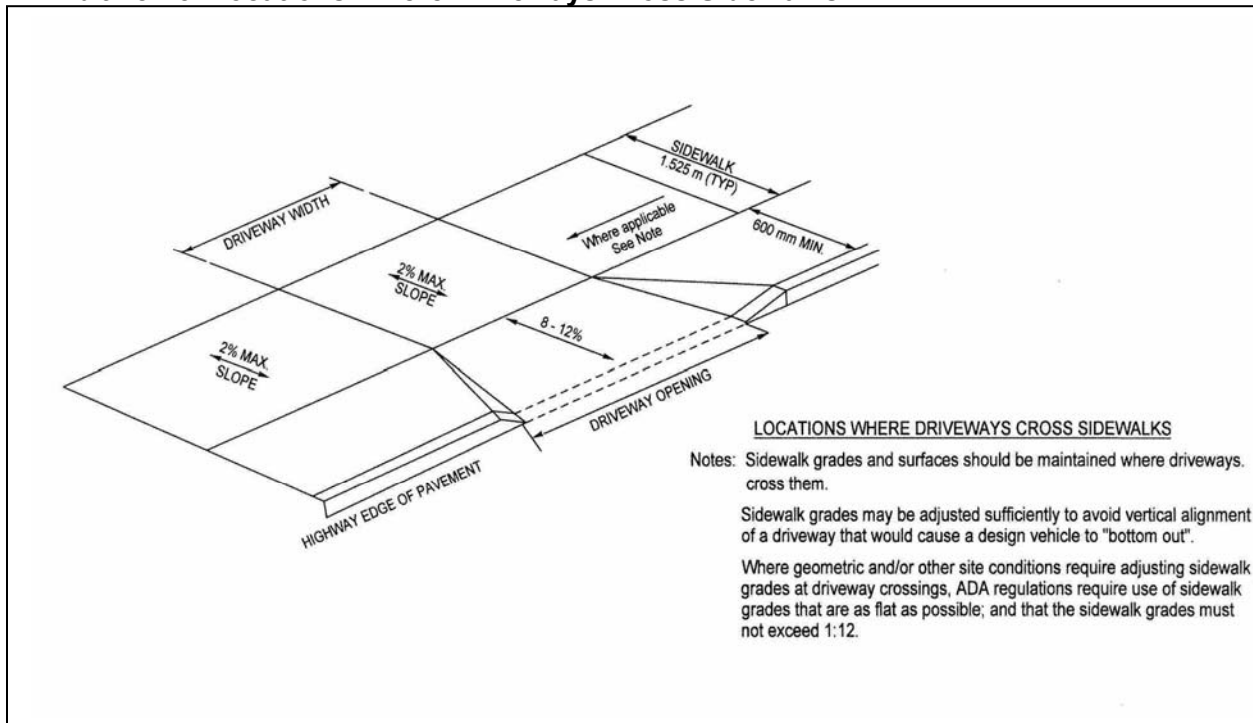 SIDEWALK
1.525 m (TYP)
DRIVEWAY WIDTH
Where applicable
See Note
600 mm MIN.
2% MAX.
SLOPE
2% MAX.
SLOPE
8 - 12%
DRIVEWAY OPENING
HIGHWAY EDGE OF PAVEMENT
LOCATIONS WHERE DRIVEWAYS CROSS SIDEWALKS
Notes: Sidewalk grades and surfaces should be maintained where driveways.
cross them.
Sidewalk grades may be adjusted sufficiently to avoid vertical alignment
of a driveway that would cause a design vehicle to "bottom out".
Where geometric and/or other site conditions require adjusting sidewalk
grades at driveway crossings, ADA regulations require use of sidewalk
grades that are as flat as possible; and that the sidewalk grades must
not exceed 1:12.